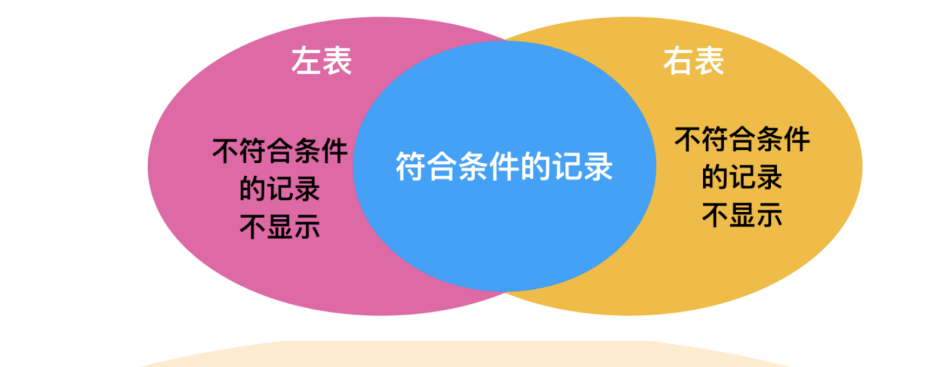 左表
右表
不符合条件
的记录
不显示
符合条件的记录
不符合条件
的记录
不显示